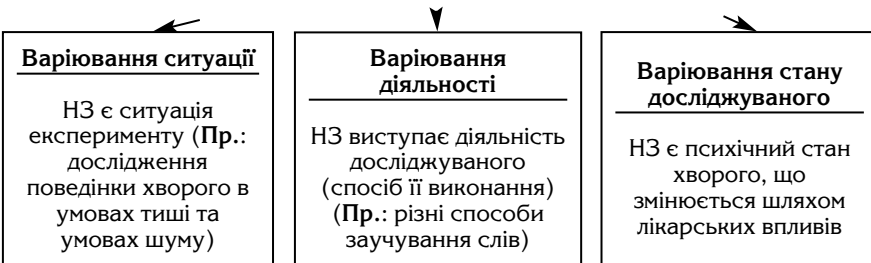 Варіювання ситуації
НЗ є ситуація
експерименту (Пр.:
дослідження
поведінки хворого в
умовах тиші та
умовах шуму)
Варіювання
діяльності
НЗ виступає діяльність
досліджуваного
(спосіб її виконання)
(Пр.: різні способи
заучування слів)
Варіювання стану
досліджуваного
НЗ є психічний стан
хворого, що
змінюється шляхом
лікарських впливів